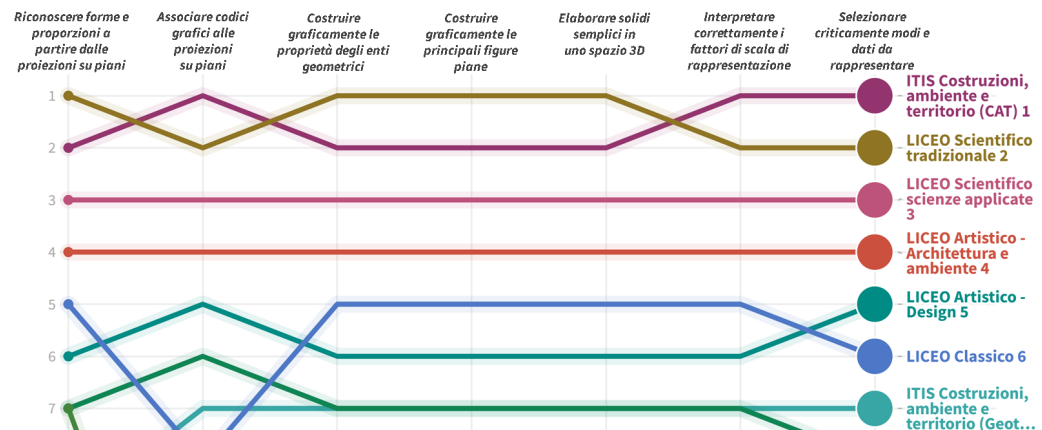 Riconoscere forme e
proporzioni a
partire dalle
proiezioni su piani
Associare codici
grafici alle
proiezioni
su piani
Costruire
graficamente le
proprietà degli enti
geometrici
Costruire
graficamente le
principali figure
piane
Elaborare solidi
semplici in
uno spazio 3D
Interpretare
correttamente i
fattori di scala di
rappresentazione
Selezionare
criticamente modi e
dati da
rappresentare
1
2
3
4
5
6
7
ITIS Costruzioni,
ambiente e
territorio (CAT) 1
LICEO Scientifico
tradizionale 2
LICEO Scientifico
scienze applicate
3
LICEO Artistico -
Architettura e
ambiente 4
LICEO Artistico -
Design 5
LICEO Classico 6
ITIS Costruzioni,
ambiente e
territorio (Geot...